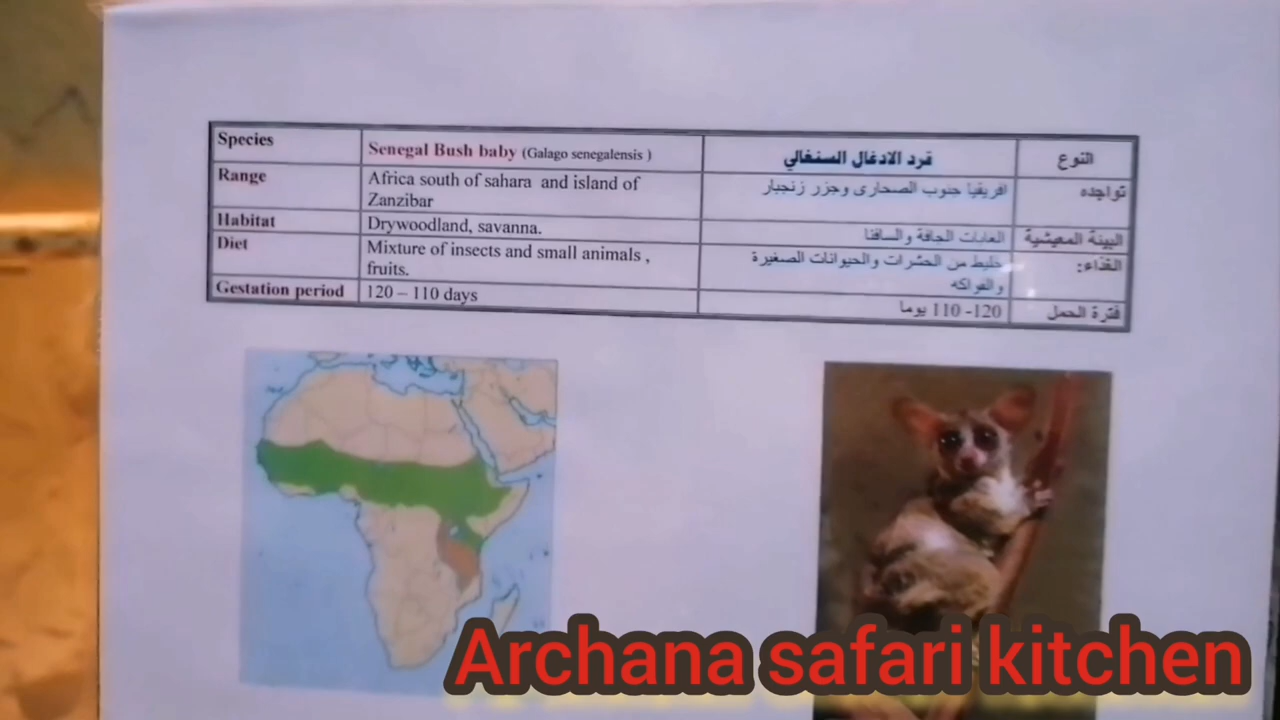 Species
Senegal Bush baby (Galago senegalensis )
قرد الادغال السنغالي
النوع
Range
Africa south of sahara and island of
Zanzibar
افريقيا جنوب الصحارى وجزر زنجبار
تواجده
Habitat
Drywoodland, savanna.
الغابات الجافة والسافنا
البيئة المعيشية
Diet
Mixture of insects and small animals ,
fruits.
خليط من الحشرات والحيوانات الصغيرة
والفواكه
الغذاء:
Gestation period
120 – 110 days
120- 110 يوما
فترة الحمل
Archana safari kitchen